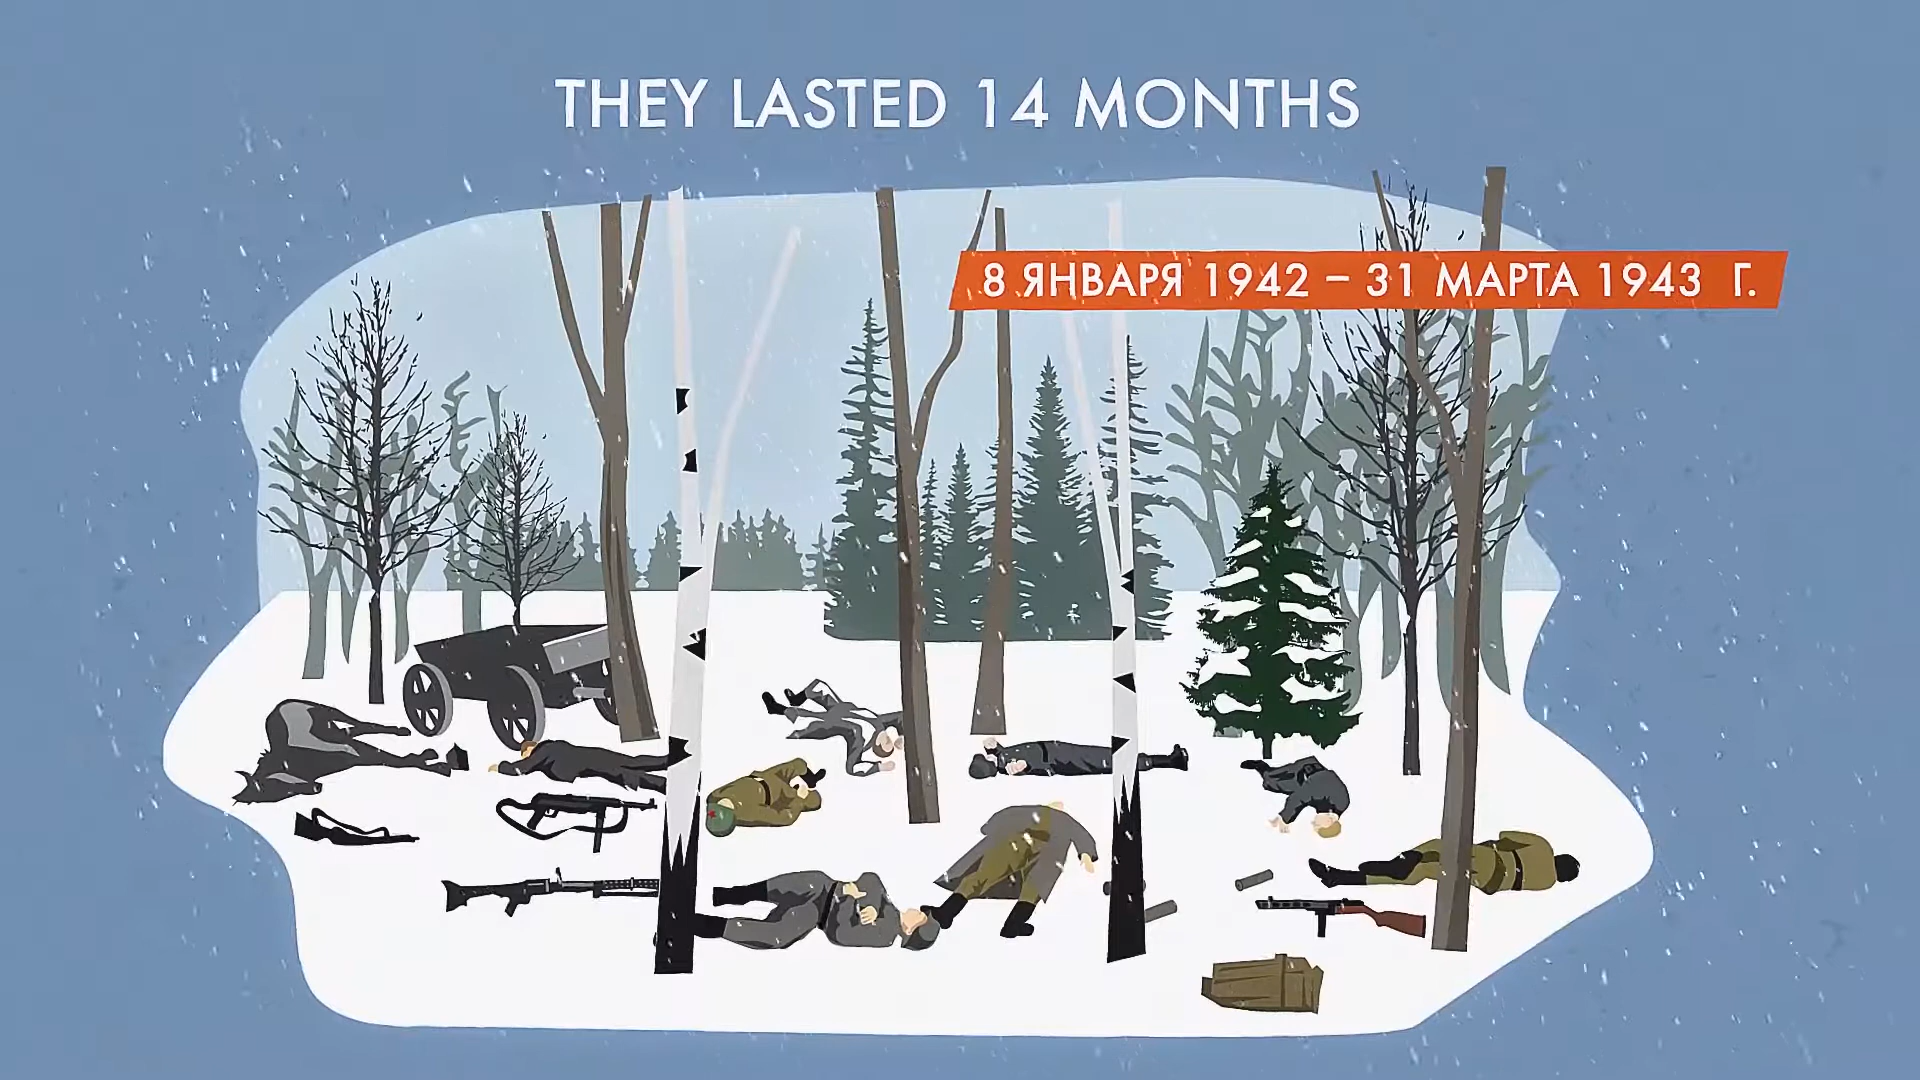 THEY LASTED 14 MONTHS
8 ЯНВАРЯ 1942 – 31 МАРТА 1943 Г.